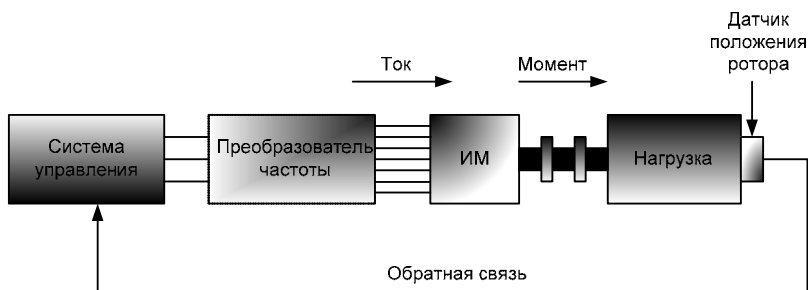 Датчик
положения
ротора
Ток
Момент
Система
управления
Преобразователь
частоты
ИМ
Нагрузка
Обратная связь